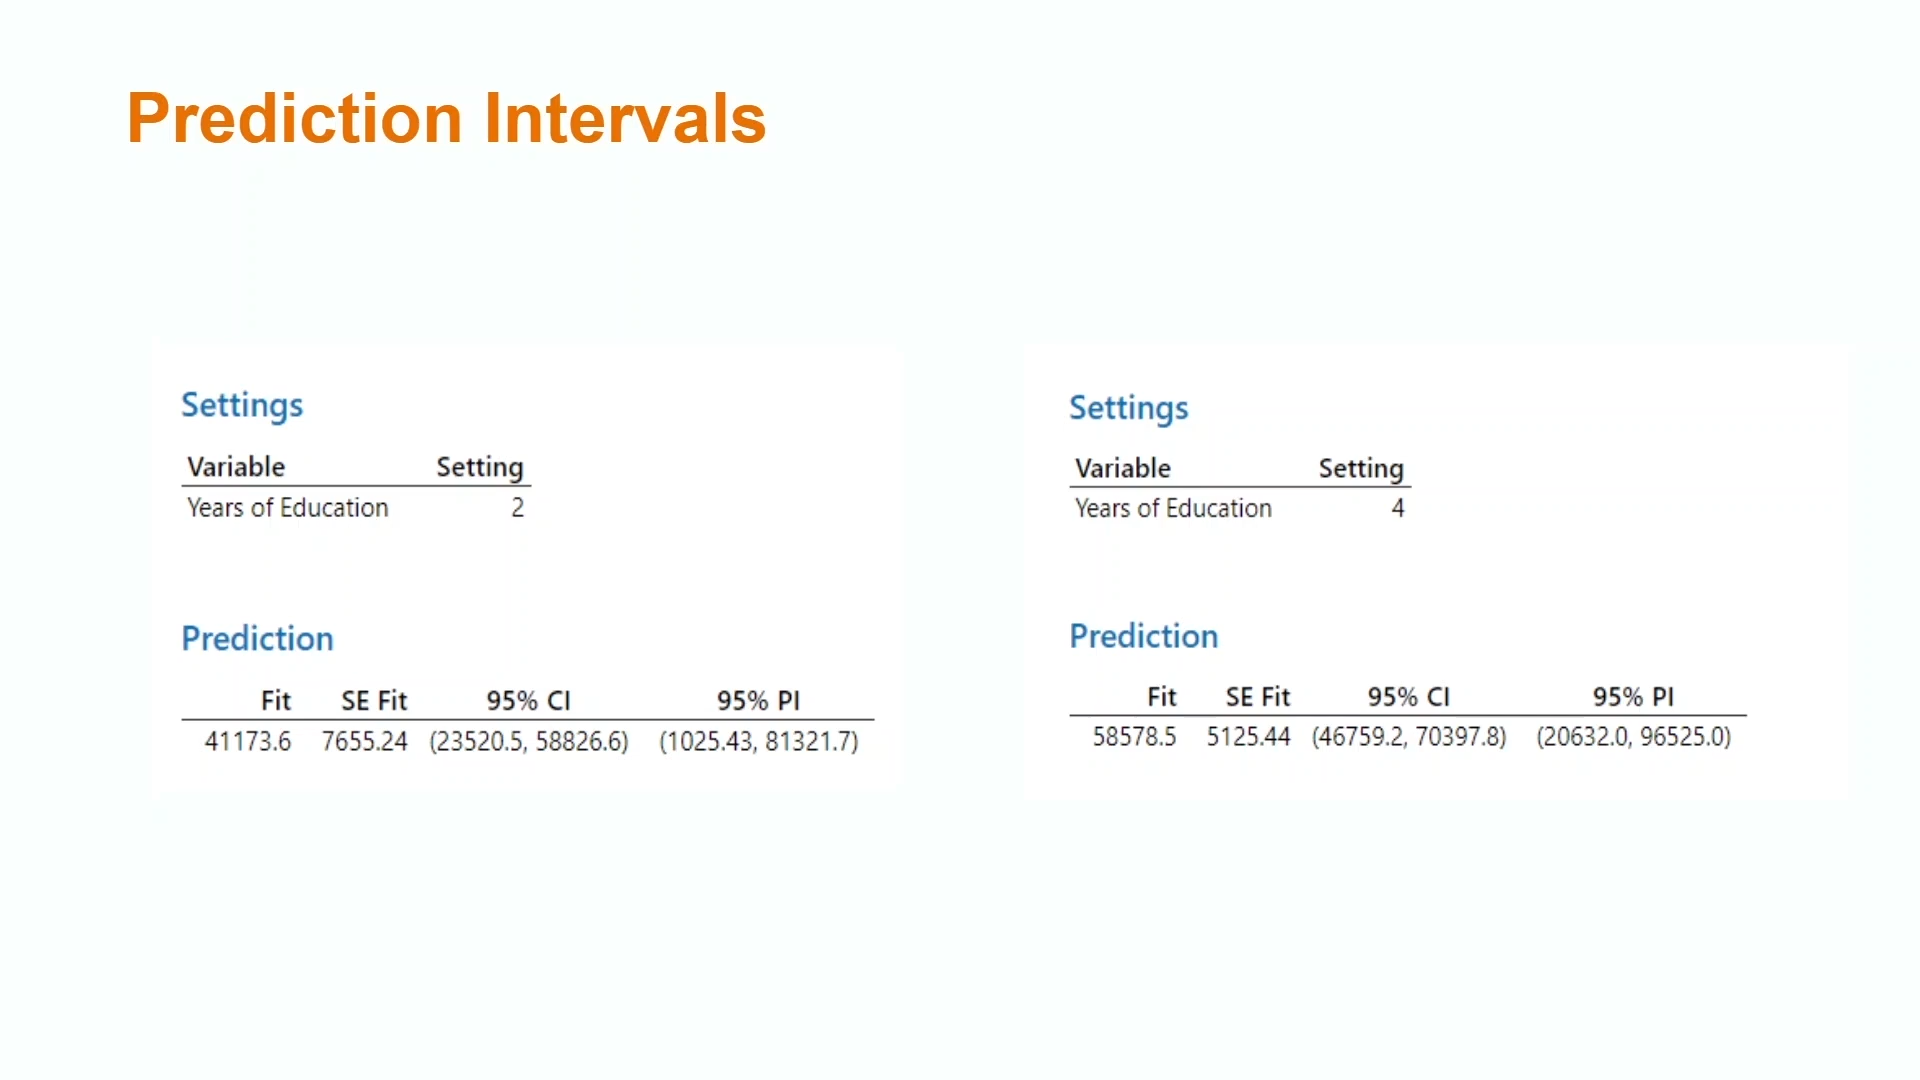 Prediction Intervals
Settings
Variable Setting
Years of Education 2
Prediction
Fit SE Fit 95% CI 95% PI
41173.6 7655.24 (23520.5, 58826.6) (1025.43, 81321.7)
Settings
Variable Setting
Years of Education 4
Prediction
Fit SE Fit 95% CI 95% PI
58578.5 5125.44 (46759.2, 70397.8) (20632.0, 96525.0)